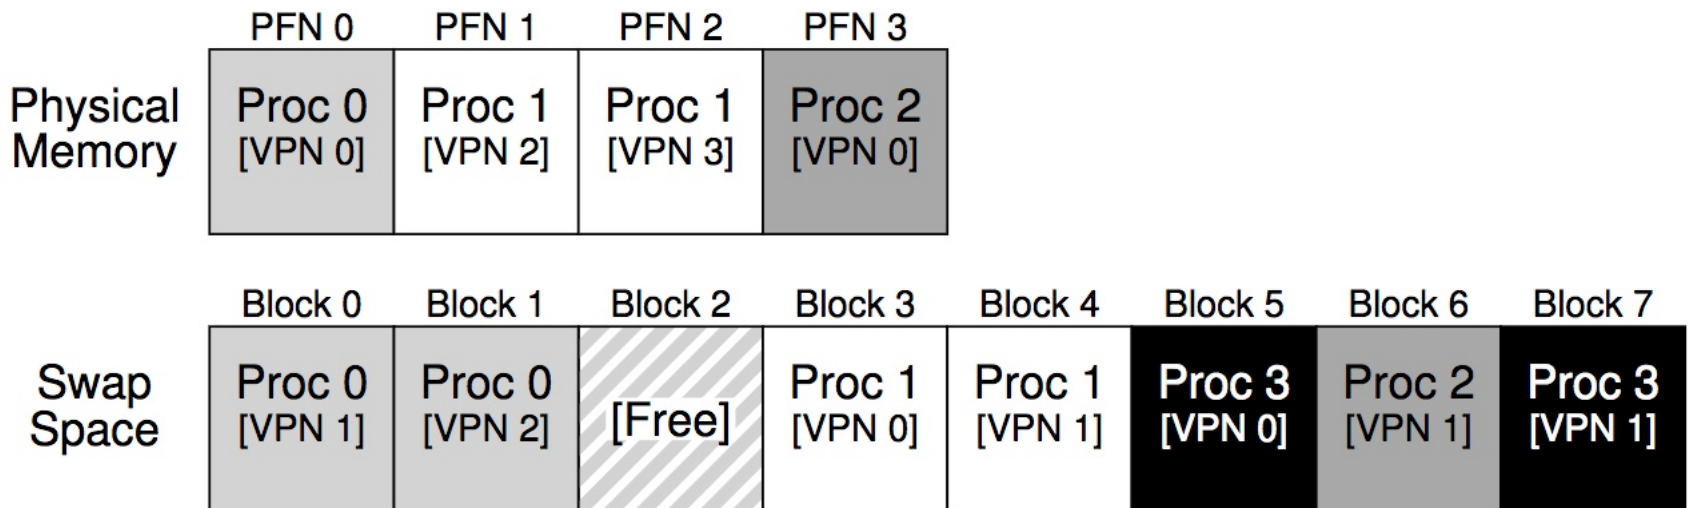 PFN 0 PFN 1 PFN 2 PFN 3
Physical Memory
Proc 0 Proc 1 Proc 1 Proc 2
[VPN 0] [VPN 2] [VPN 3] [VPN 0]
Block 0 Block 1 Block 2 Block 3 Block 4 Block 5 Block 6 Block 7
Swap Space
Proc 0 Proc 0 [Free] Proc 1 Proc 1 Proc 3 Proc 2 Proc 3
[VPN 1] [VPN 2] [VPN 0] [VPN 1] [VPN 0] [VPN 1] [VPN 1]